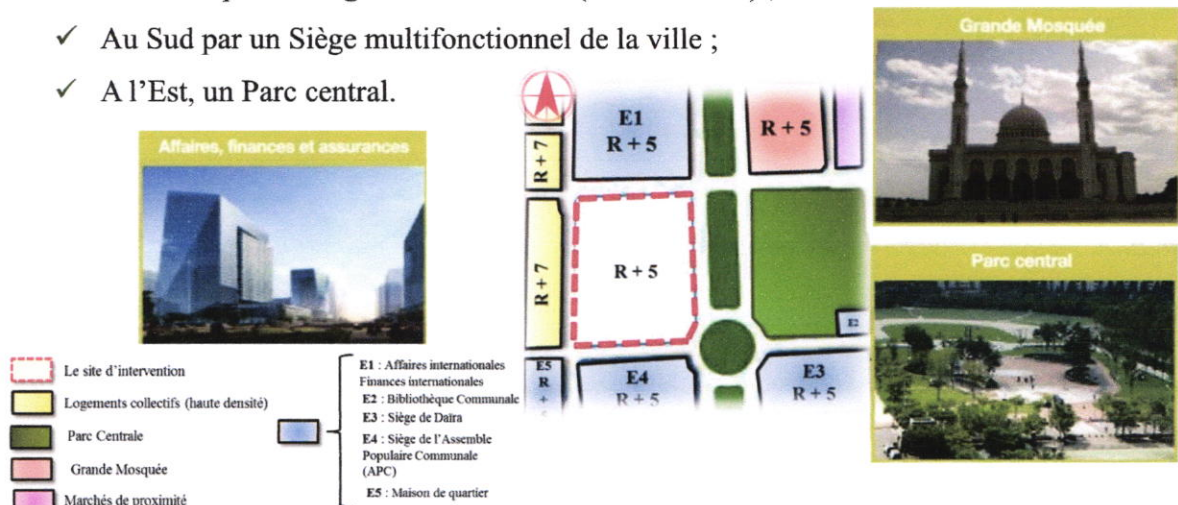 ✓ Au Sud par un Siège multifonctionnel de la ville ;
✓ A l'Est, un Parc central.
Grande Mosquée
Affaires, finances et assurances
E1
R + 5
R + 5
R + 7
R + 7
R + 5
E2
E5
R
E4
R + 5
E3
R + 5
Parc central
Le site d'intervention
Logements collectifs (haute densité)
Parc Centrale
Grande Mosquée
Marchés de proximité
E1 : Affaires internationales
Finances internationales
E2 : Bibliothèque Communale
E3 : Siège de Daïra
E4 : Siège de l'Assemble
Populaire Communale
(APC)
E5 : Maison de quartier